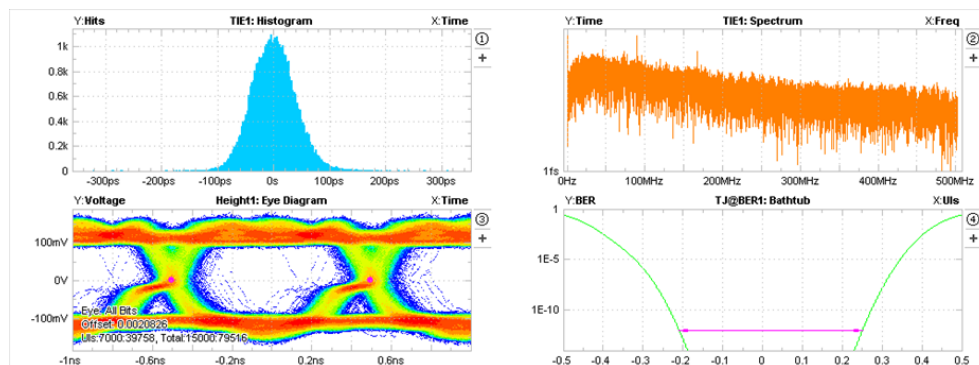 Y:Hits TIE1: Histogram X:Time
①
+
1k
0.8k
0.6k
0.4k
0.2k
0
-300ps -200ps -100ps 0s 100ps 200ps 300ps
Y:Time TIE1: Spectrum X:Freq
②
+
1fs
0Hz 100MHz 200MHz 300MHz 400MHz 500MHz
Y:Voltage Height1: Eye Diagram X:Time
③
+
100mV
0V
-100mV
Eye: All Bits
Offset: 0.0020826
UIs:7000:39758, Total:15000:79516
-1ns -0.6ns -0.2ns 0.2ns 0.6ns
Y:BER TJ@BER1: Bathtub X:UIs
④
+
1
1E-5
1E-10
-0.5 -0.4 -0.3 -0.2 -0.1 0 0.1 0.2 0.3 0.4 0.5